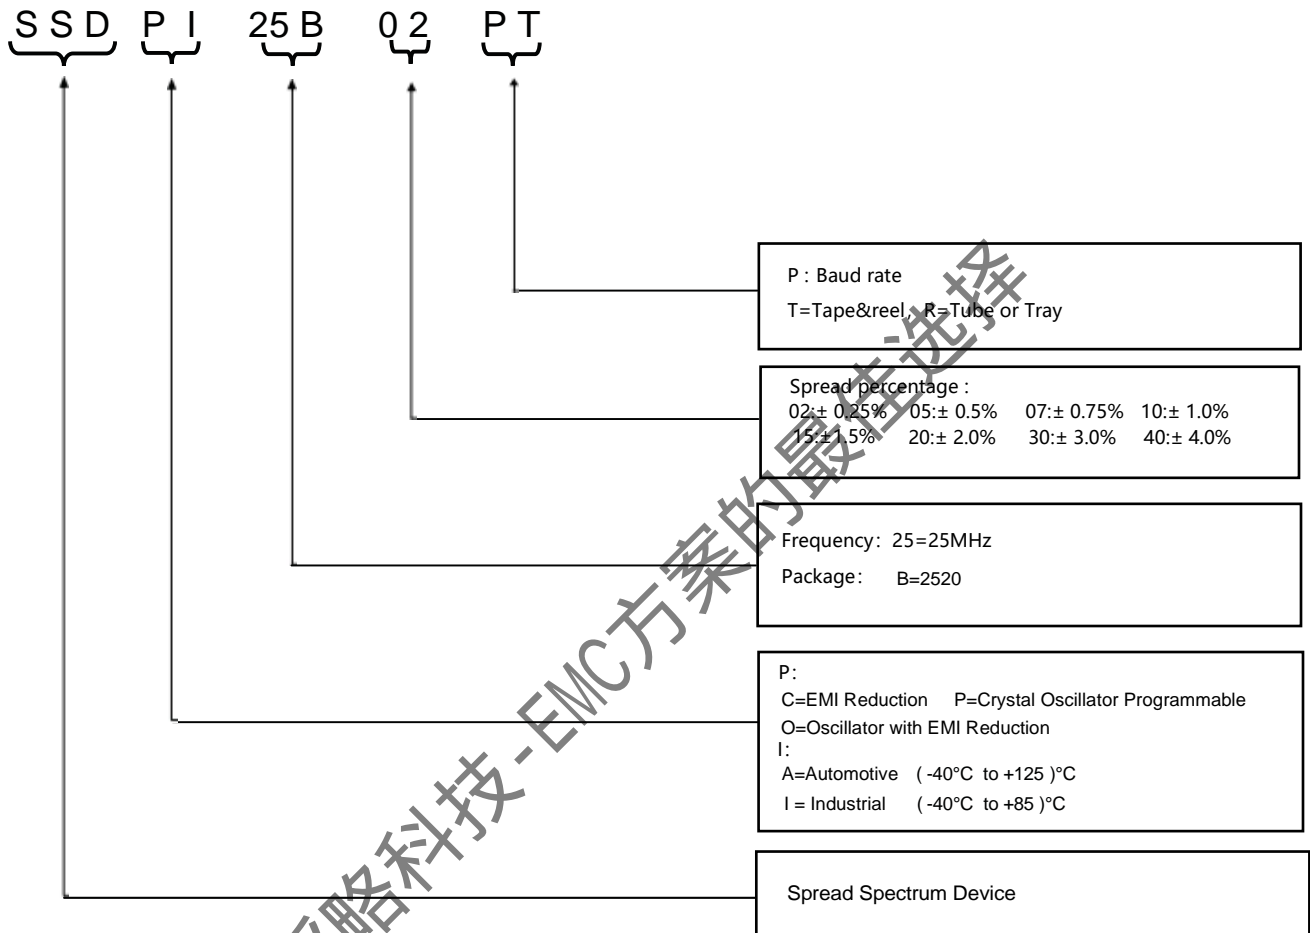 SSD PI 25B 02 PT
P : Baud rate
T=Tape&reel, R=Tube or Tray
Spread percentage :
02:± 0.25% 05:± 0.5% 07:± 0.75% 10:± 1.0%
15:±1.5% 20:± 2.0% 30:± 3.0% 40:± 4.0%
Frequency: 25=25MHz
Package: B=2520
P:
C=EMI Reduction P=Crystal Oscillator Programmable
O=Oscillator with EMI Reduction
I:
A=Automotive ( -40°C to +125 )°C
I = Industrial ( -40°C to +85 )°C
Spread Spectrum Device
略科技-EMC方案的最佳选择